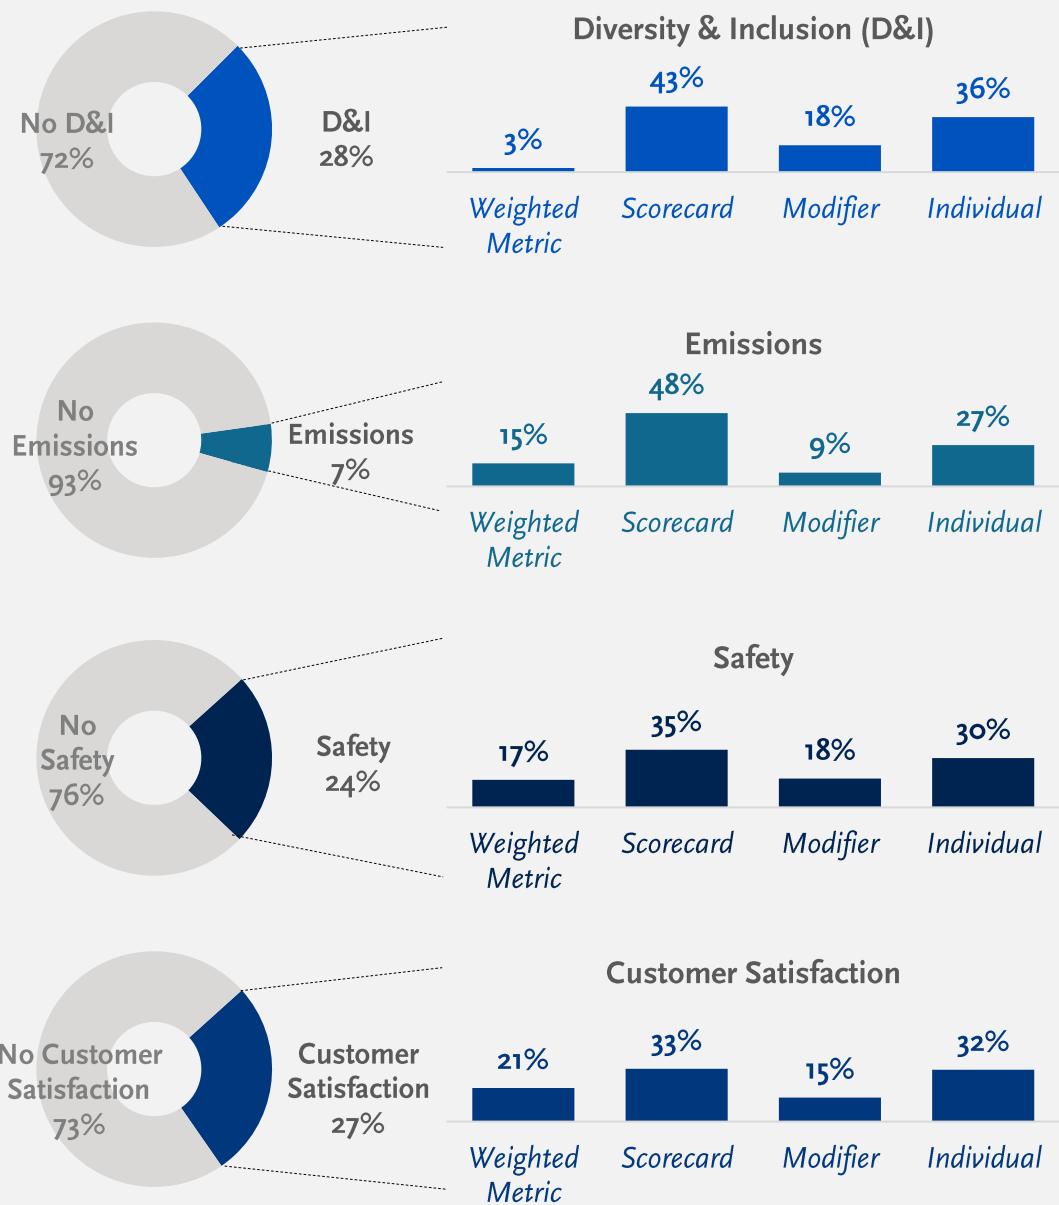 Diversity & Inclusion (D&I)
No D&I
72%
D&I
28%
3%
43%
18%
36%
Weighted
Metric
Scorecard
Modifier
Individual
Emissions
No
Emissions
93%
Emissions
7%
15%
48%
9%
27%
Weighted
Metric
Scorecard
Modifier
Individual
Safety
No
Safety
76%
Safety
24%
17%
35%
18%
30%
Weighted
Metric
Scorecard
Modifier
Individual
Customer Satisfaction
No Customer
Satisfaction
73%
Customer
Satisfaction
27%
21%
33%
15%
32%
Weighted
Metric
Scorecard
Modifier
Individual